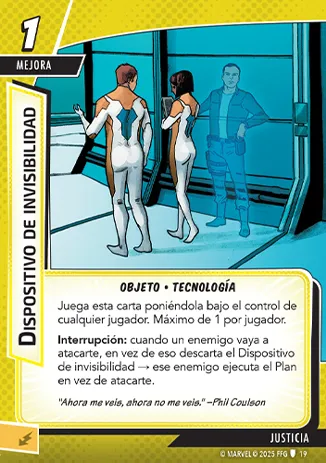 1
MEJORA
DISPOSITIVO DE INVISIBILIDAD
OBJETO • TECNOLOGÍA
Juega esta carta poniéndola bajo el control de
cualquier jugador. Máximo de 1 por jugador.
Interrupción: cuando un enemigo vaya a
atacarte, en vez de eso descarta el Dispositivo
de invisibilidad → ese enemigo ejecuta el Plan
en vez de atacarte.
"Ahora me veis, ahora no me veis." –Phil Coulson
JUSTICIA
© MARVEL © 2025 FFG 19